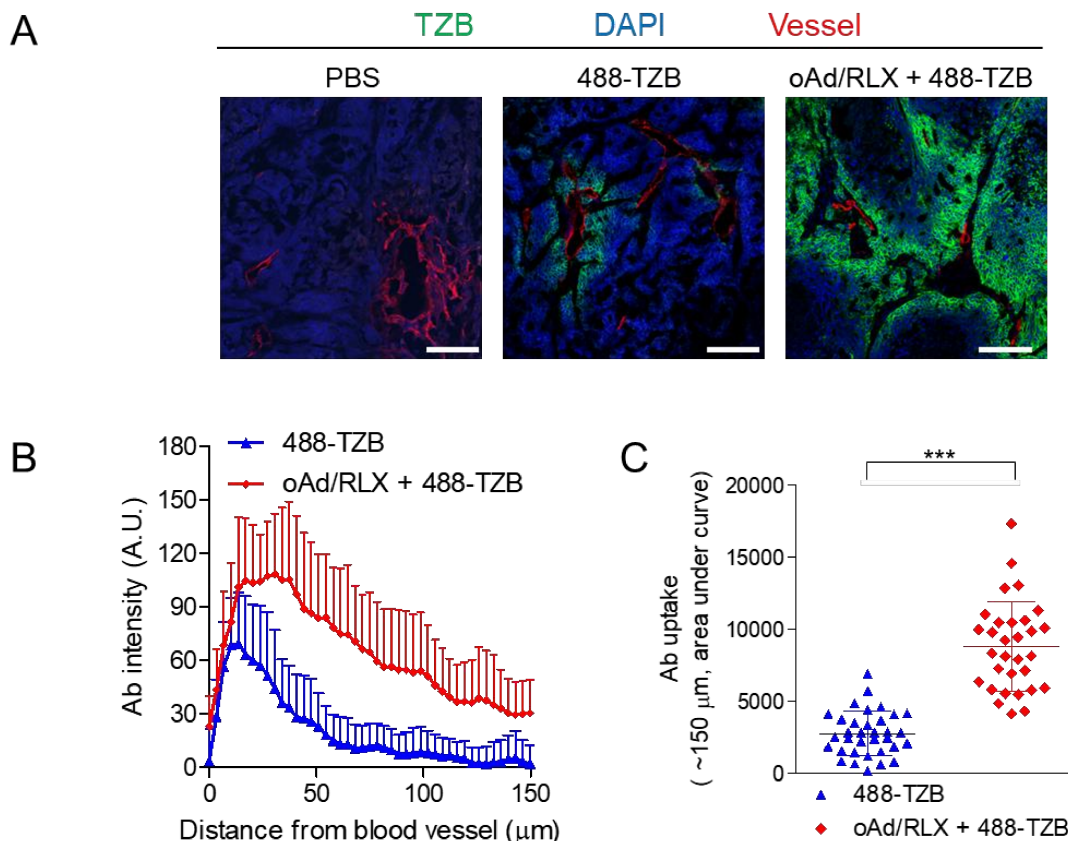 A
TZB DAPI Vessel
PBS 488-TZB oAd/RLX + 488-TZB
B
488-TZB
oAd/RLX + 488-TZB
Ab intensity (A.U.)
180
150
120
90
60
30
0
0 50 100 150
Distance from blood vessel (μm)
C
***
Ab uptake
( ~150 μm, area under curve)
20000
15000
10000
5000
0
488-TZB
oAd/RLX + 488-TZB